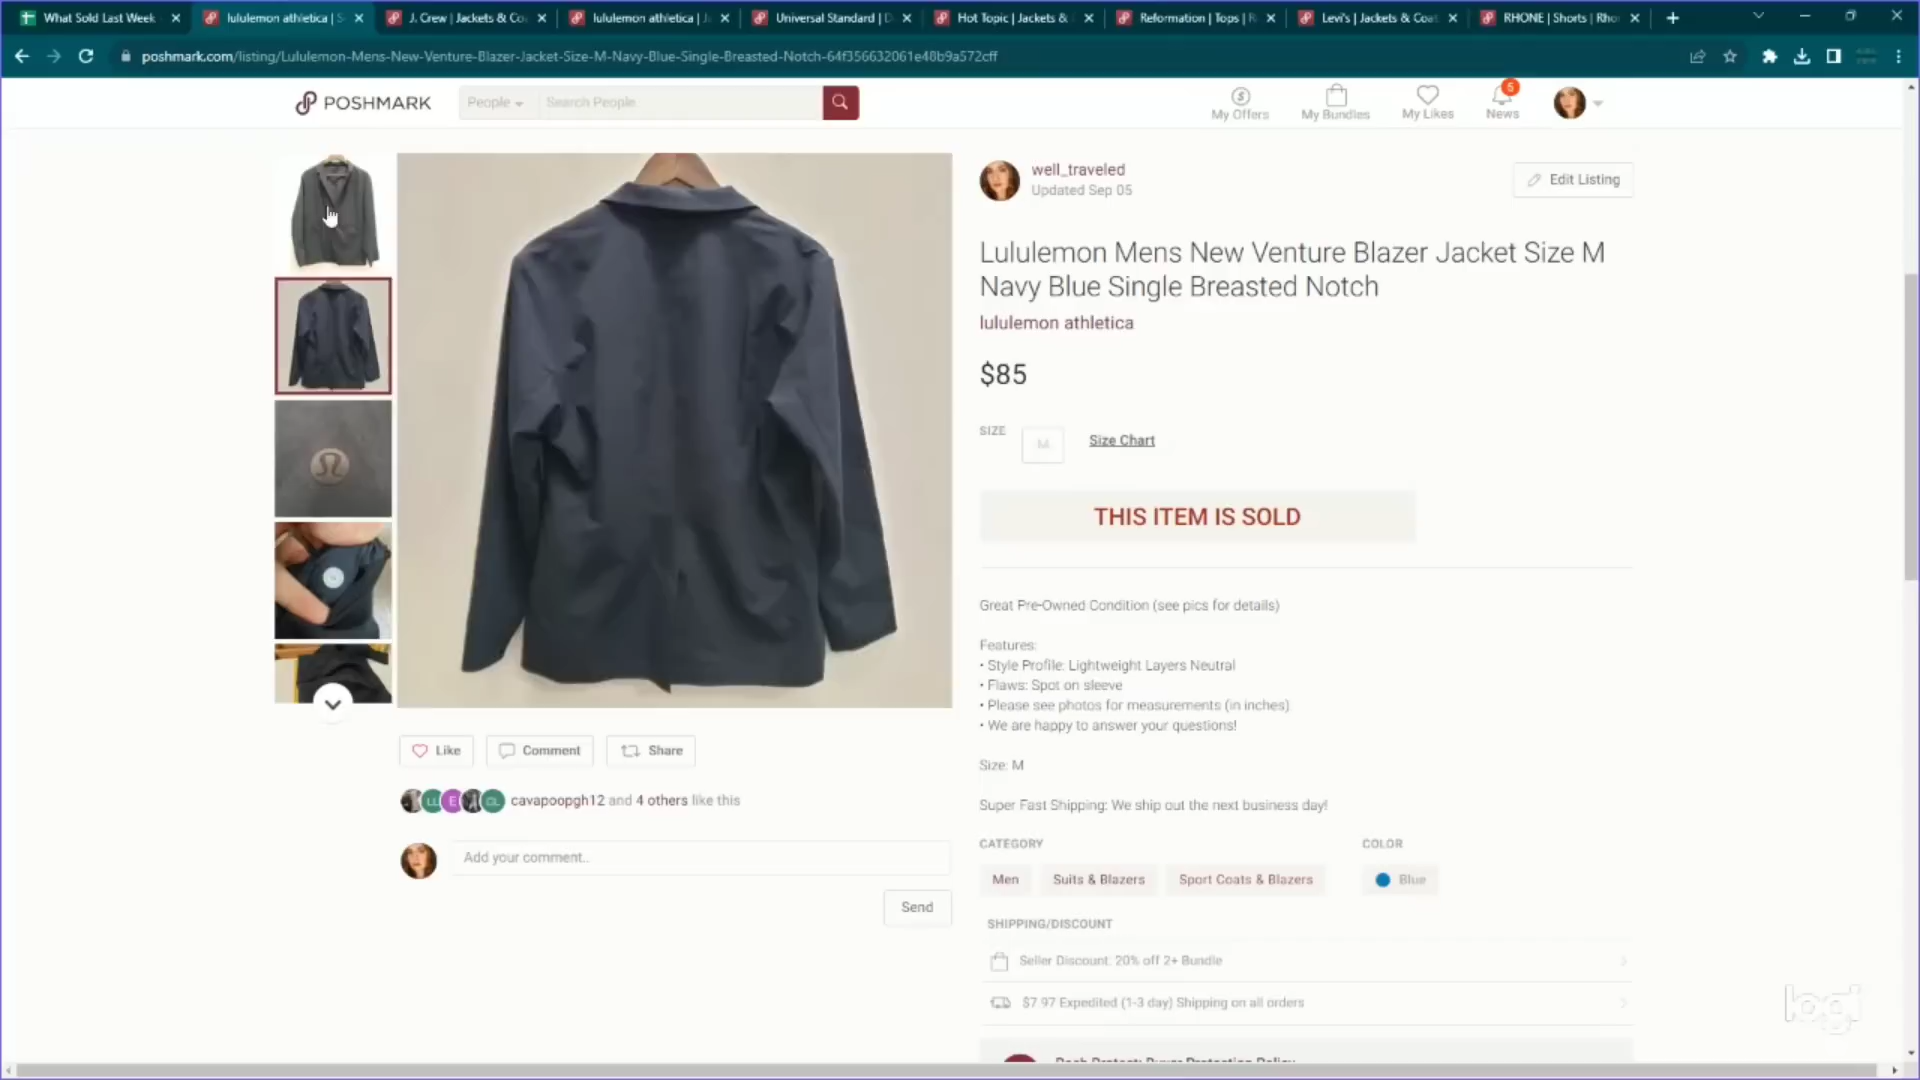 What Sold Last Week
lululemon athletica | S
J. Crew | Jackets & Co
lululemon athletica | J
Universal Standard | D
Hot Topic | Jackets &
Reformation | Tops | R
Levi's | Jackets & Coat
RHONE | Shorts | Rho
poshmark.com/listing/Lululemon-Mens-New-Venture-Blazer-Jacket-Size-M-Navy-Blue-Single-Breasted-Notch-64f356632061e48b9a572cff
POSHMARK
People
Search People
My Offers
My Bundles
My Likes
5
News
well_traveled
Updated Sep 05
Edit Listing
Lululemon Mens New Venture Blazer Jacket Size M
Navy Blue Single Breasted Notch
lululemon athletica
$85
SIZE
M
Size Chart
THIS ITEM IS SOLD
Great Pre-Owned Condition (see pics for details)
Features:
• Style Profile: Lightweight Layers Neutral
• Flaws: Spot on sleeve
• Please see photos for measurements (in inches)
• We are happy to answer your questions!
Size: M
Super Fast Shipping: We ship out the next business day!
CATEGORY
COLOR
Men
Suits & Blazers
Sport Coats & Blazers
Blue
SHIPPING/DISCOUNT
Seller Discount: 20% off 2+ Bundle
$7.97 Expedited (1-3 day) Shipping on all orders
Posh Protect: Buyer Protection Policy
Like
Comment
Share
cavapoopgh12 and 4 others like this
Add your comment..
Send
logi